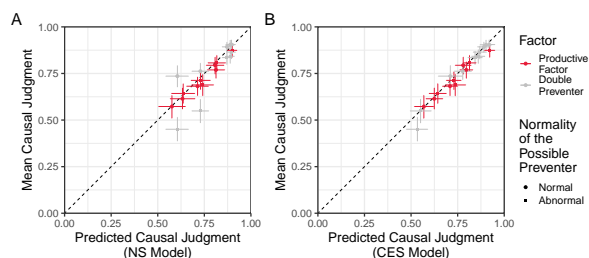 A
Mean Causal Judgment
1.00
0.75
0.50
0.25
0.00
0.00 0.25 0.50 0.75 1.00
Predicted Causal Judgment
(NS Model)
B
Mean Causal Judgment
1.00
0.75
0.50
0.25
0.00
0.00 0.25 0.50 0.75 1.00
Predicted Causal Judgment
(CES Model)
Factor
Productive
Factor
Double
Preventer
Normality
of the
Possible
Preventer
Normal
Abnormal